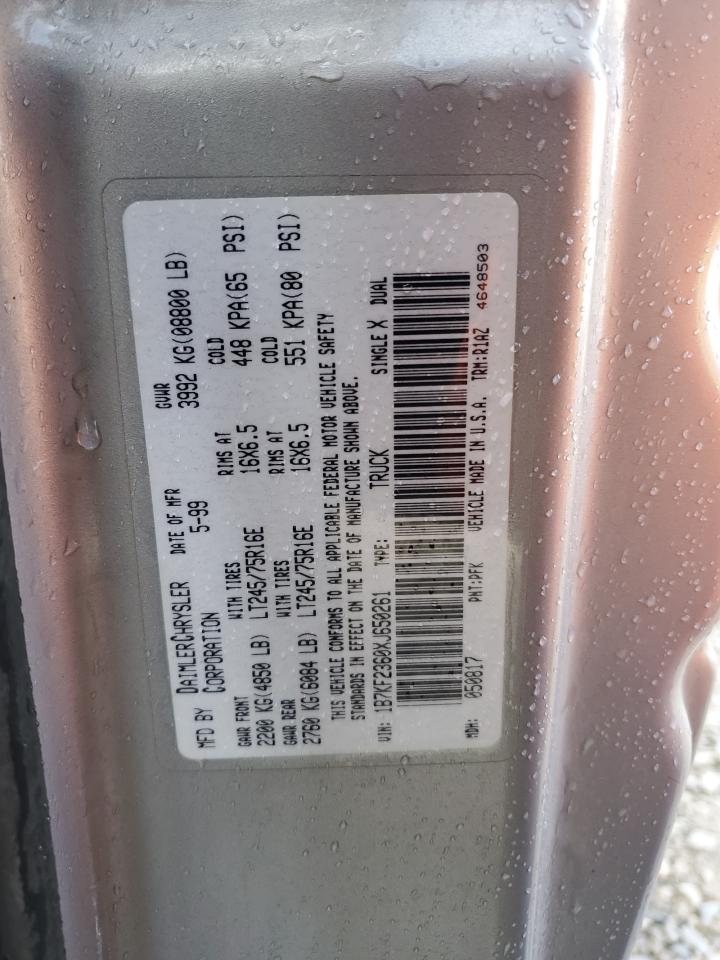 MFD BY DAIMLERCHRYSLER CORPORATION DATE OF MFR 5-99 GVWR 3992 KG(08800 LB)
GAWR FRONT WITH TIRES RIMS AT COLD
2200 KG(4850 LB) LT245/75R16E 16X6.5 448 KPA(65 PSI)
GAWR REAR WITH TIRES RIMS AT COLD
2760 KG(6084 LB) LT245/75R16E 16X6.5 551 KPA(80 PSI)
THIS VEHICLE CONFORMS TO ALL APPLICABLE FEDERAL MOTOR VEHICLE SAFETY
STANDARDS IN EFFECT ON THE DATE OF MANUFACTURE SHOWN ABOVE.
VIN: 1B7KF2360XJ650261 TYPE: TRUCK SINGLE X DUAL
MDH: 050817 PNT:PFK VEHICLE MADE IN U.S.A. TRM:R1AZ 4648503